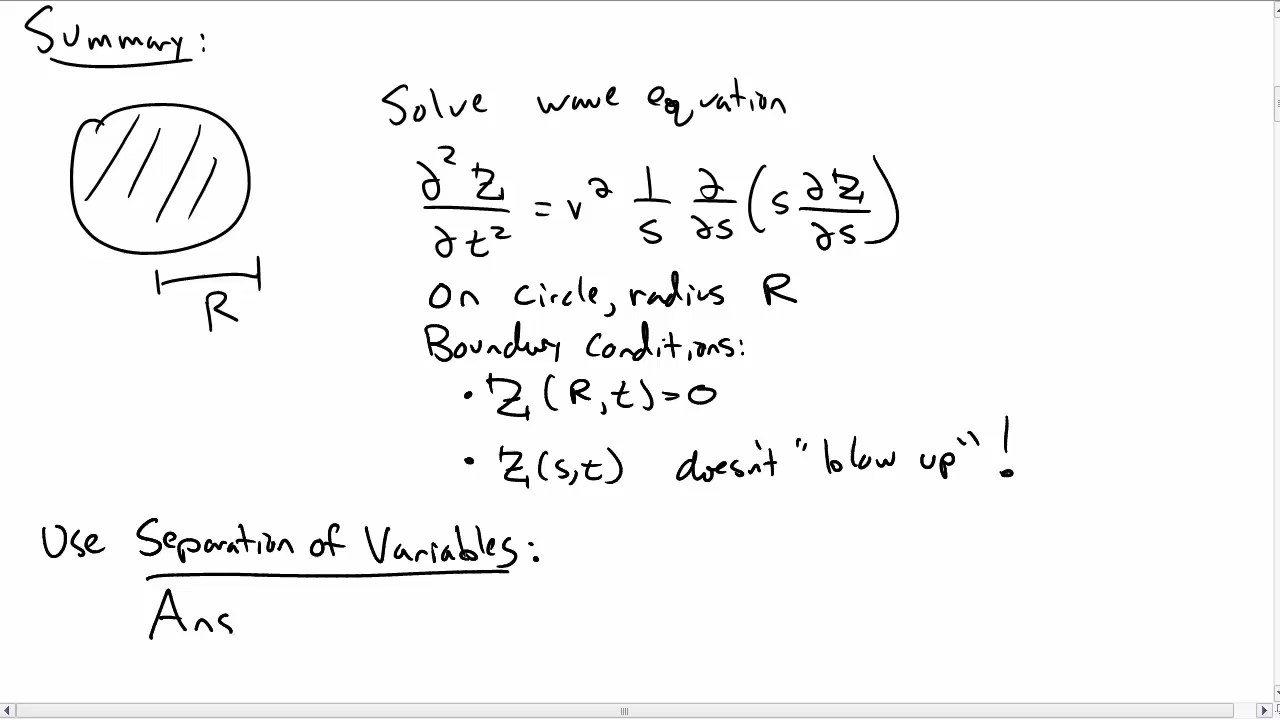 Summary:
R
Solve wave equation
∂²Z/∂t² = v² 1/s ∂/∂s (s ∂Z/∂s)
On circle, radius R
Boundary Conditions:
• Z(R,t)=0
• Z(s,t) doesn't "blow up"!
Use Separation of Variables:
Ans